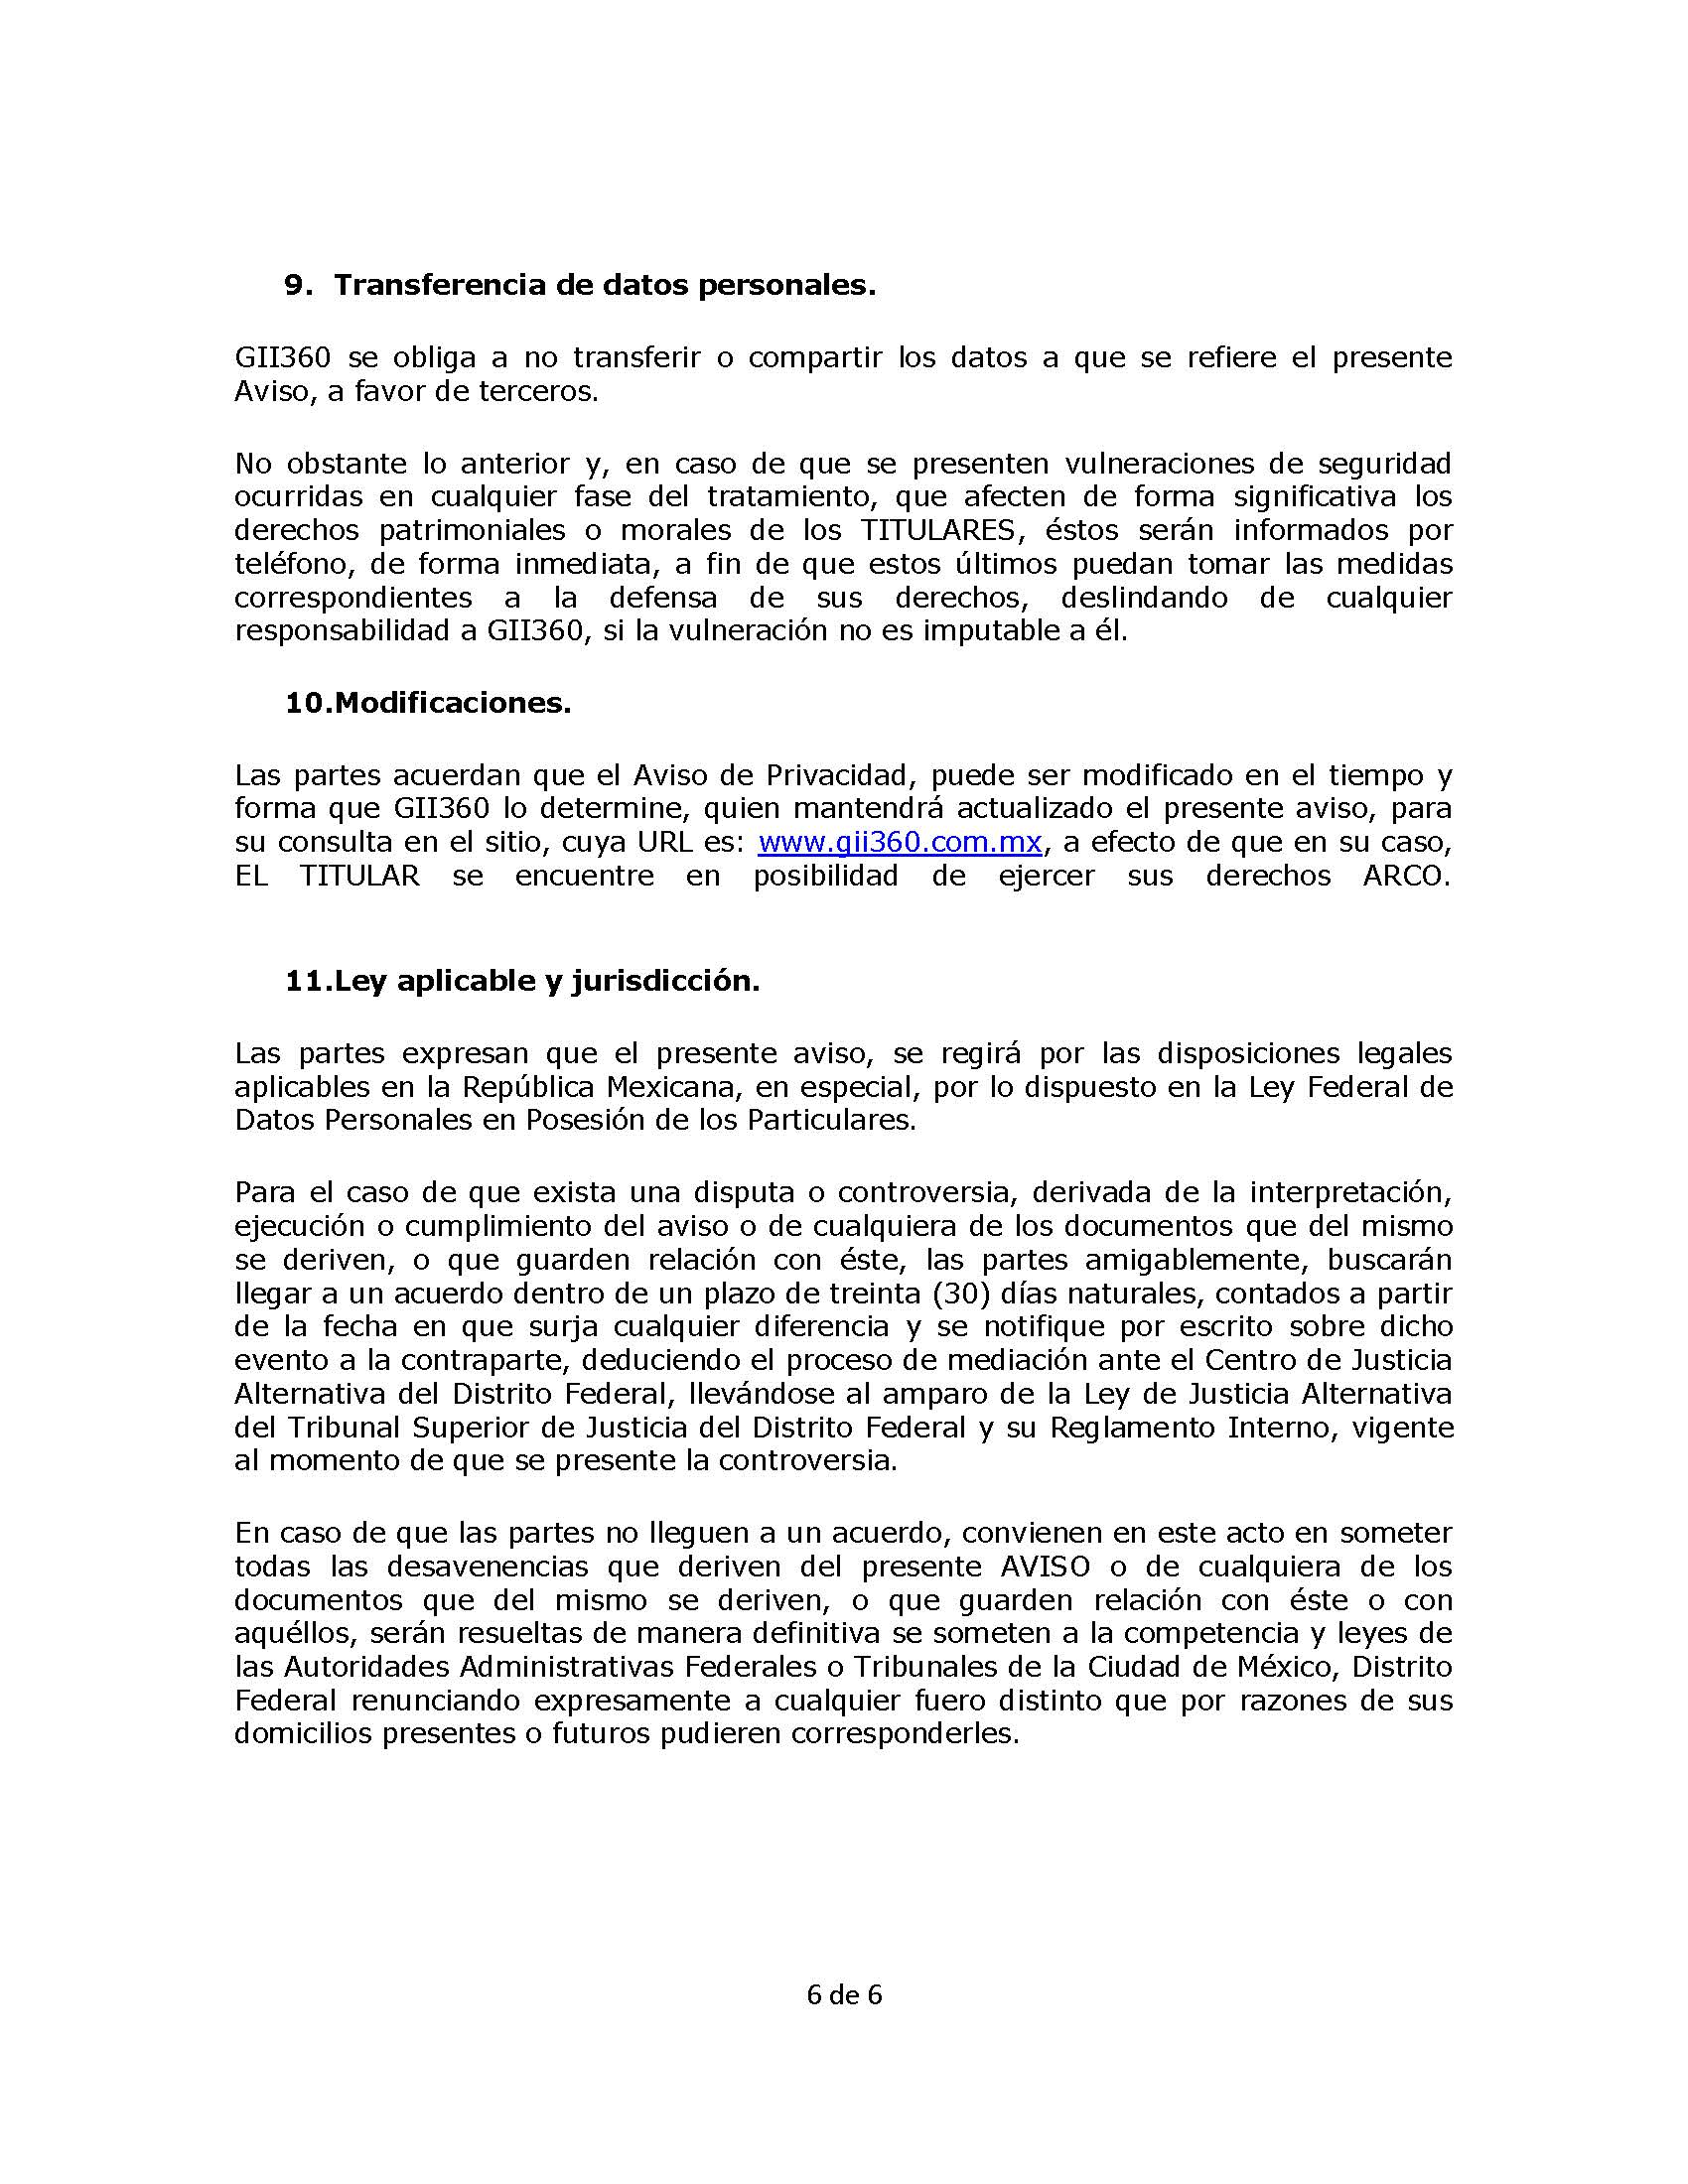 9. Transferencia de datos personales.
GII360 se obliga a no transferir o compartir los datos a que se refiere el presente
Aviso, a favor de terceros.
No obstante lo anterior y, en caso de que se presenten vulneraciones de seguridad
ocurridas en cualquier fase del tratamiento, que afecten de forma significativa los
derechos patrimoniales o morales de los TITULARES, éstos serán informados por
teléfono, de forma inmediata, a fin de que estos últimos puedan tomar las medidas
correspondientes a la defensa de sus derechos, deslindando de cualquier
responsabilidad a GII360, si la vulneración no es imputable a él.
10.Modificaciones.
Las partes acuerdan que el Aviso de Privacidad, puede ser modificado en el tiempo y
forma que GII360 lo determine, quien mantendrá actualizado el presente aviso, para
su consulta en el sitio, cuya URL es: www.gii360.com.mx, a efecto de que en su caso,
EL TITULAR se encuentre en posibilidad de ejercer sus derechos ARCO.
11.Ley aplicable y jurisdicción.
Las partes expresan que el presente aviso, se regirá por las disposiciones legales
aplicables en la República Mexicana, en especial, por lo dispuesto en la Ley Federal de
Datos Personales en Posesión de los Particulares.
Para el caso de que exista una disputa o controversia, derivada de la interpretación,
ejecución o cumplimiento del aviso o de cualquiera de los documentos que del mismo
se deriven, o que guarden relación con éste, las partes amigablemente, buscarán
llegar a un acuerdo dentro de un plazo de treinta (30) días naturales, contados a partir
de la fecha en que surja cualquier diferencia y se notifique por escrito sobre dicho
evento a la contraparte, deduciendo el proceso de mediación ante el Centro de Justicia
Alternativa del Distrito Federal, llevándose al amparo de la Ley de Justicia Alternativa
del Tribunal Superior de Justicia del Distrito Federal y su Reglamento Interno, vigente
al momento de que se presente la controversia.
En caso de que las partes no lleguen a un acuerdo, convienen en este acto en someter
todas las desavenencias que deriven del presente AVISO o de cualquiera de los
documentos que del mismo se deriven, o que guarden relación con éste o con
aquéllos, serán resueltas de manera definitiva se someten a la competencia y leyes de
las Autoridades Administrativas Federales o Tribunales de la Ciudad de México, Distrito
Federal renunciando expresamente a cualquier fuero distinto que por razones de sus
domicilios presentes o futuros pudieren corresponderles.
6 de 6